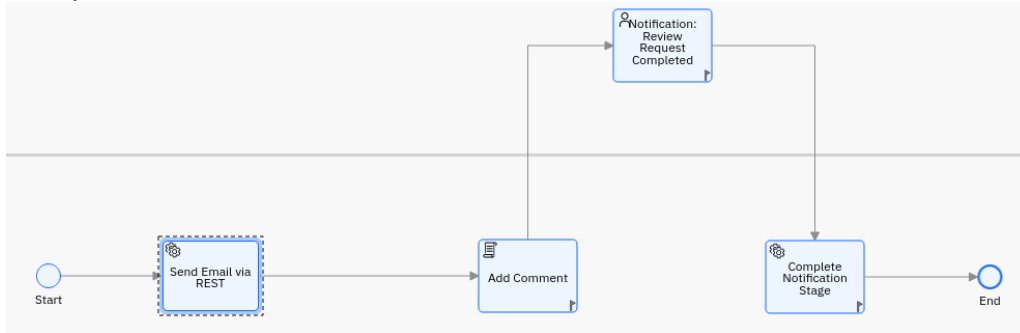 Notification:
Review
Request
Completed
Start
Send Email via
REST
Add Comment
Complete
Notification
Stage
End